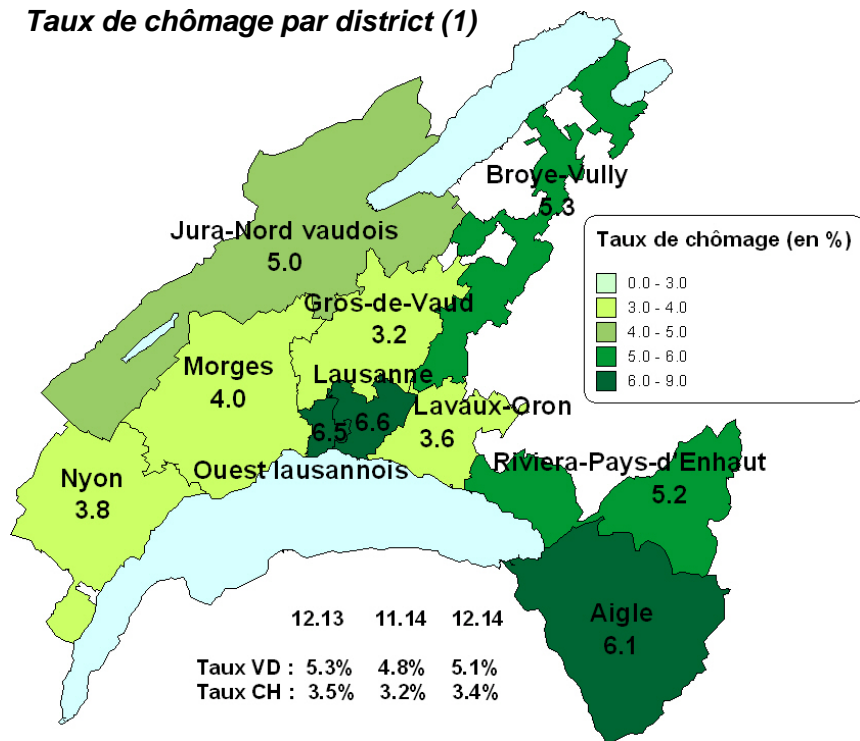 Taux de chômage par district (1)
Broye-Vully
5.3
Jura-Nord vaudois
5.0
Taux de chômage (en %)
0.0 - 3.0
3.0 - 4.0
4.0 - 5.0
5.0 - 6.0
6.0 - 9.0
Gros-de-Vaud
3.2
Morges
4.0
Lausanne
6.6
6.5
Lavaux-Oron
3.6
Ouest lausannois
Nyon
3.8
Riviera-Pays-d'Enhaut
5.2
Aigle
6.1
12.13 11.14 12.14
Taux VD : 5.3% 4.8% 5.1%
Taux CH : 3.5% 3.2% 3.4%